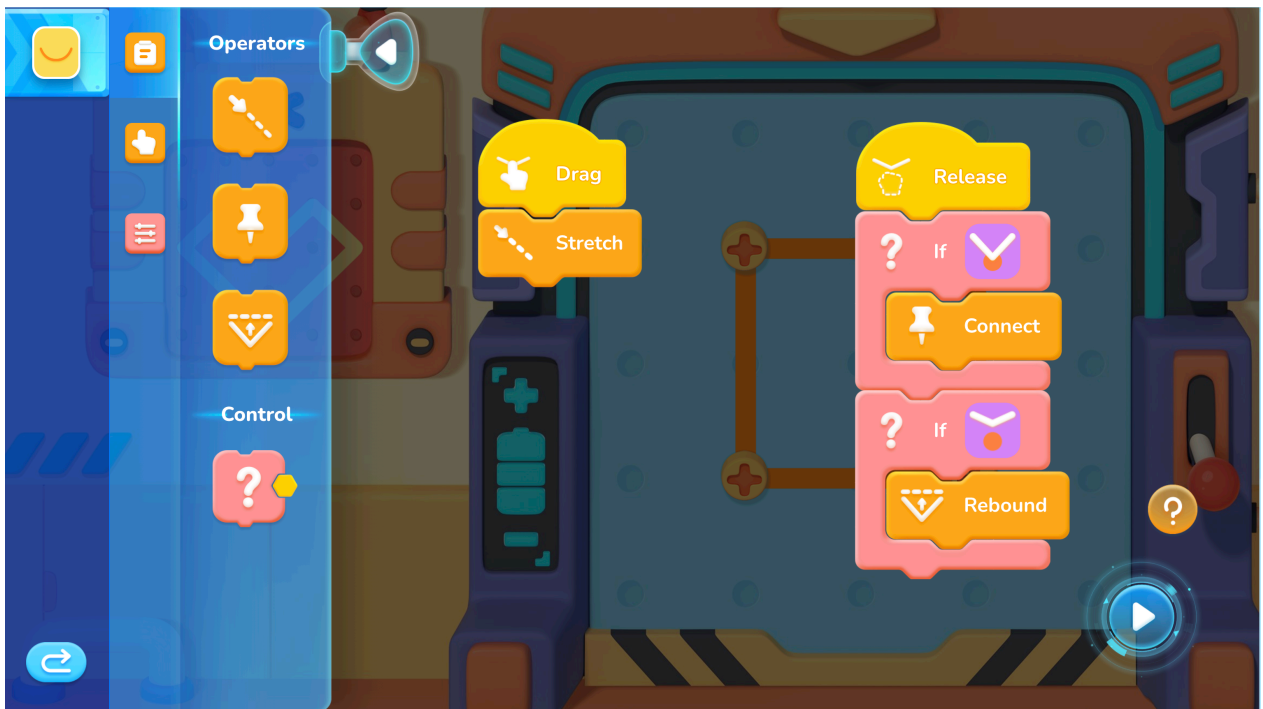 Operators
Control
Drag
Stretch
Release
If
Connect
If
Rebound